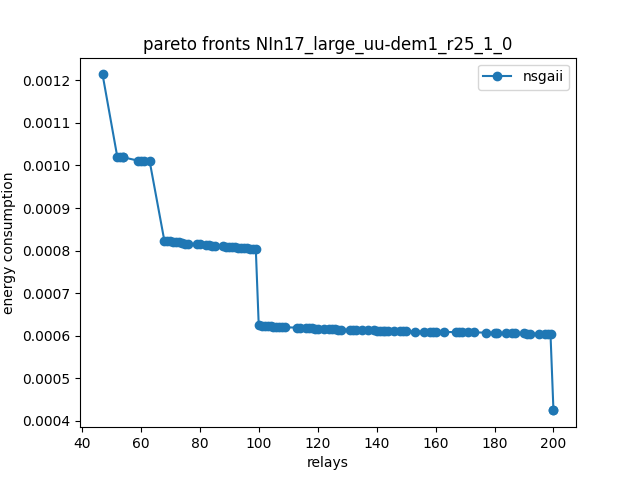 pareto fronts NIn17_large_uu-dem1_r25_1_0
nsgaii
energy consumption
0.0012
0.0011
0.0010
0.0009
0.0008
0.0007
0.0006
0.0005
0.0004
40 60 80 100 120 140 160 180 200
relays